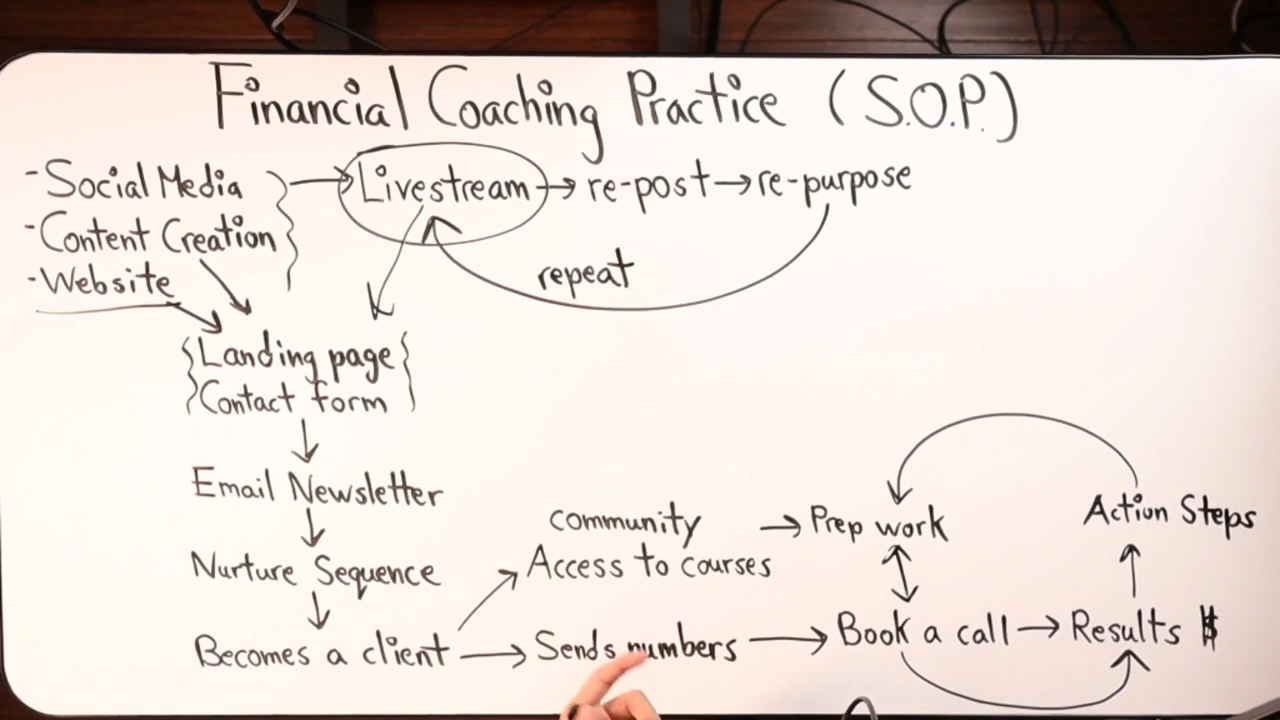 Financial Coaching Practice (S.O.P.)
-Social Media
-Content Creation
-Website
Livestream → re-post → re-purpose
repeat
Landing page
Contact form
Email Newsletter
Nurture Sequence
Becomes a client
community
Access to courses
Sends numbers
→ Prep work
Book a call → Results $
Action Steps